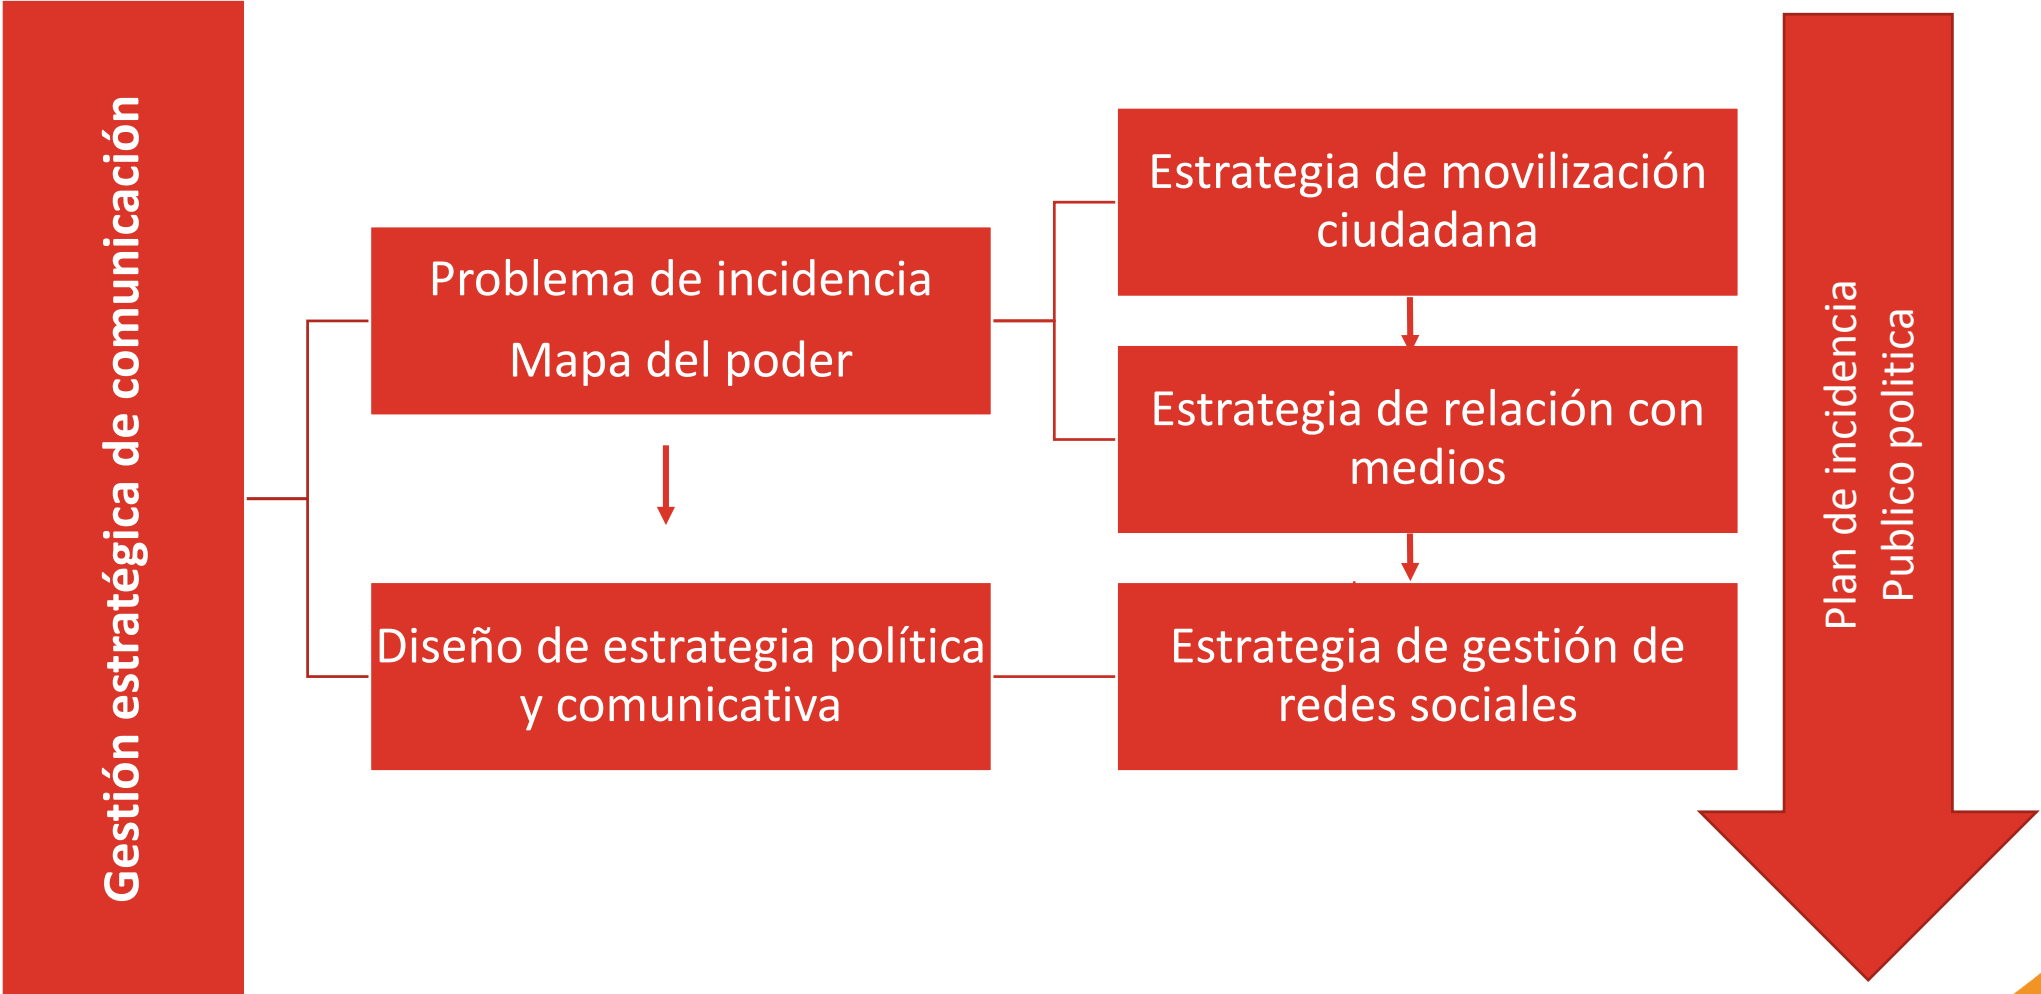 Gestión estratégica de comunicación
Problema de incidencia
Mapa del poder
Diseño de estrategia política
y comunicativa
Estrategia de movilización
ciudadana
Estrategia de relación con
medios
Estrategia de gestión de
redes sociales
Plan de incidencia
Publico politica